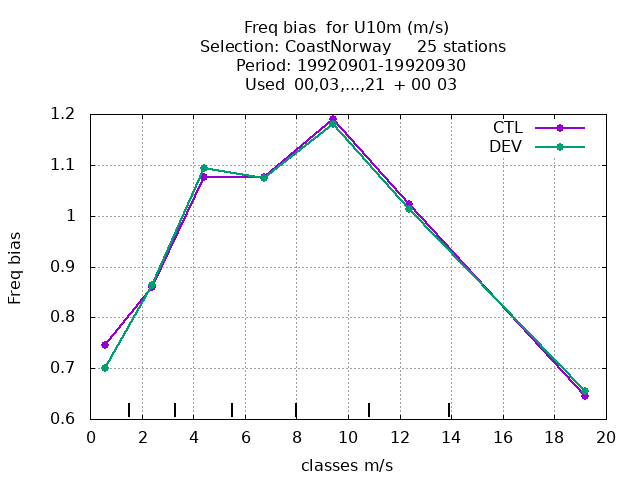 Freq bias  for U10m (m/s)
Selection: CoastNorway     25 stations
Period: 19920901-19920930
Used  00,03,...,21  + 00 03
CTL
DEV
1.2
1.1
1
0.9
0.8
0.7
0.6
Freq bias
0 2 4 6 8 10 12 14 16 18 20
classes m/s